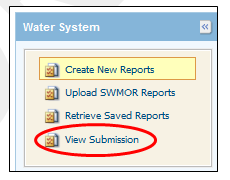 Water System
Create New Reports
Upload SWMOR Reports
Retrieve Saved Reports
View Submission